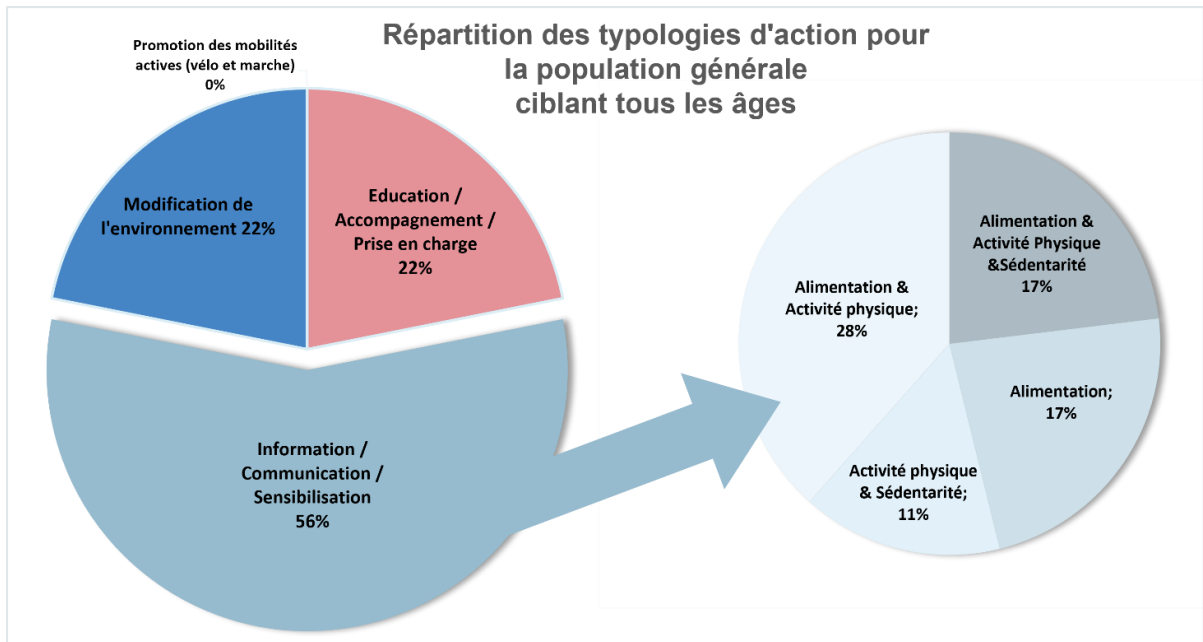 Répartition des typologies d'action pour
la population générale
ciblant tous les âges
Promotion des mobilités
actives (vélo et marche)
0%
Modification de
l'environnement 22%
Education /
Accompagnement /
Prise en charge
22%
Information /
Communication /
Sensibilisation
56%
Alimentation &
Activité Physique
&Sédentarité
17%
Alimentation &
Activité physique;
28%
Alimentation;
17%
Activité physique
& Sédentarité;
11%